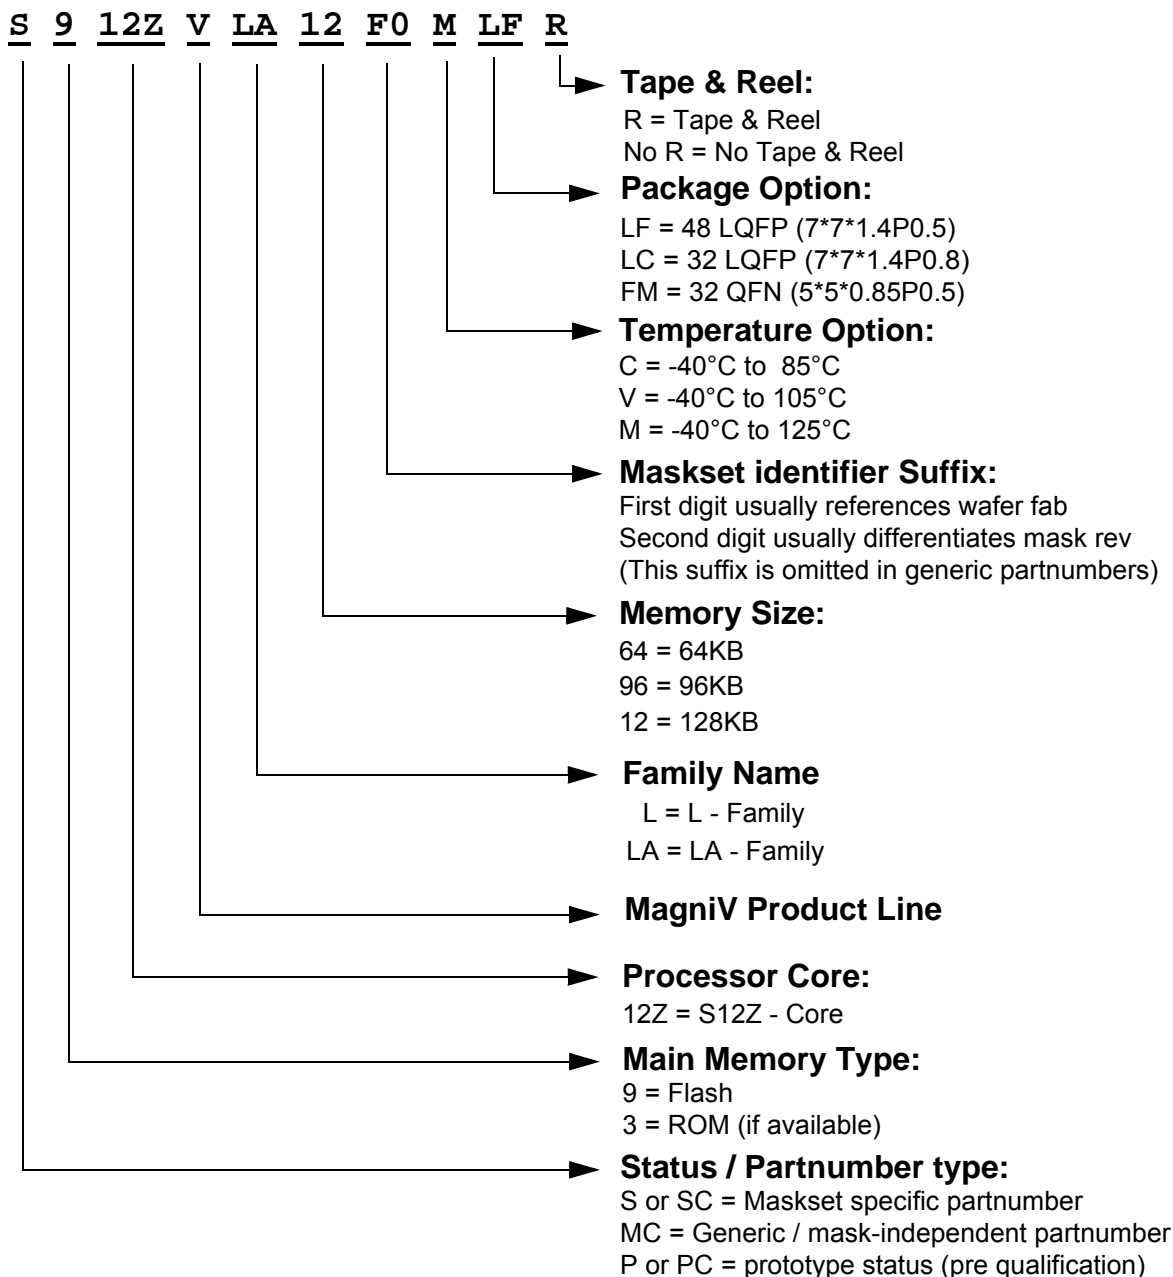 S 9 12Z V LA 12 F0 M LF R
Tape & Reel:
R = Tape & Reel
No R = No Tape & Reel
Package Option:
LF = 48 LQFP (7*7*1.4P0.5)
LC = 32 LQFP (7*7*1.4P0.8)
FM = 32 QFN (5*5*0.85P0.5)
Temperature Option:
C = -40°C to 85°C
V = -40°C to 105°C
M = -40°C to 125°C
Maskset identifier Suffix:
First digit usually references wafer fab
Second digit usually differentiates mask rev
(This suffix is omitted in generic partnumbers)
Memory Size:
64 = 64KB
96 = 96KB
12 = 128KB
Family Name
L = L - Family
LA = LA - Family
MagniV Product Line
Processor Core:
12Z = S12Z - Core
Main Memory Type:
9 = Flash
3 = ROM (if available)
Status / Partnumber type:
S or SC = Maskset specific partnumber
MC = Generic / mask-independent partnumber
P or PC = prototype status (pre qualification)